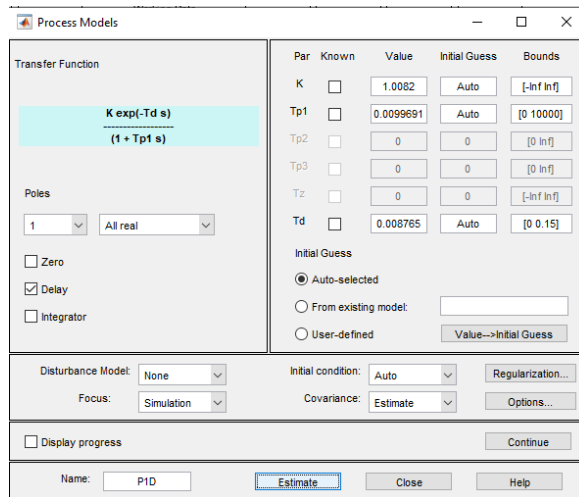 Process Models
Transfer Function
K exp(-Td s)
------------------
(1 + Tp1 s)
Poles
1 All real
Zero
Delay
Integrator
Par Known Value Initial Guess Bounds
K 1.0082 Auto [-Inf Inf]
Tp1 0.0099691 Auto [0 10000]
Tp2 0 0 [0 Inf]
Tp3 0 0 [0 Inf]
Tz 0 0 [-Inf Inf]
Td 0.008765 Auto [0 0.15]
Initial Guess
Auto-selected
From existing model:
User-defined Value-->Initial Guess
Disturbance Model: None Initial condition: Auto Regularization...
Focus: Simulation Covariance: Estimate Options...
Display progress Continue
Name: P1D Estimate Close Help